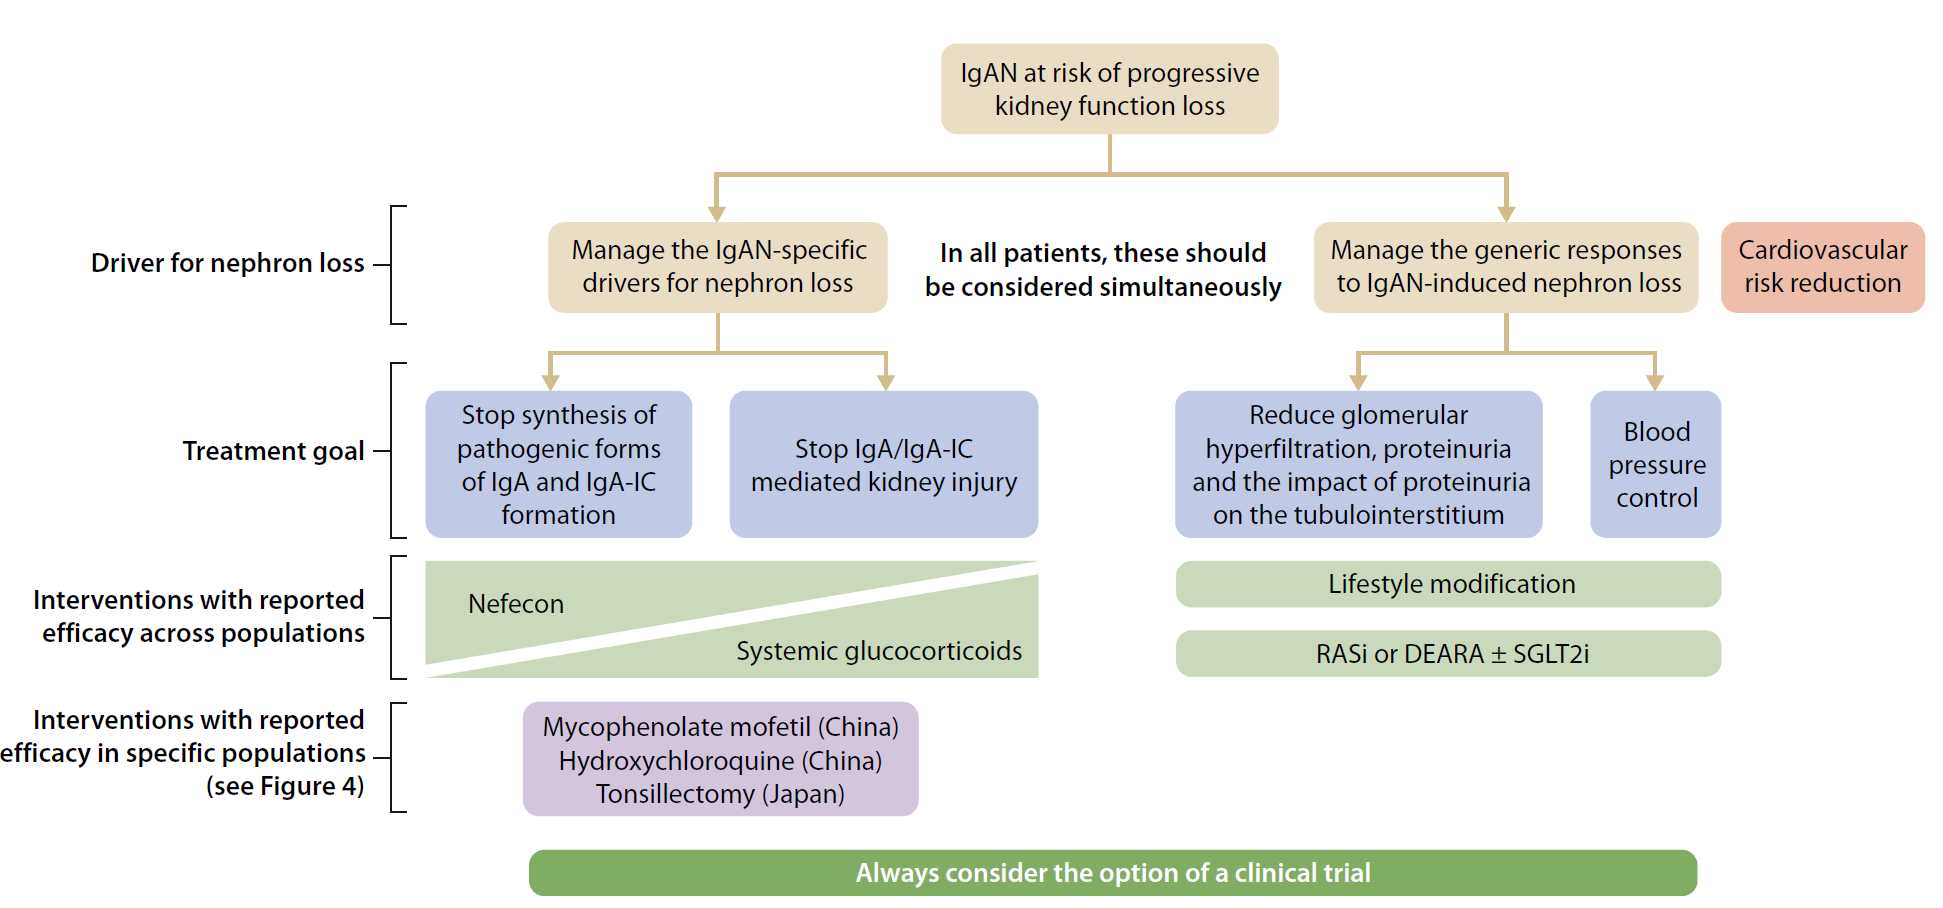 IgAN at risk of progressive
kidney function loss
Driver for nephron loss
Manage the IgAN-specific
drivers for nephron loss
In all patients, these should
be considered simultaneously
Manage the generic responses
to IgAN-induced nephron loss
Cardiovascular
risk reduction
Treatment goal
Stop synthesis of
pathogenic forms
of IgA and IgA-IC
formation
Stop IgA/IgA-IC
mediated kidney injury
Reduce glomerular
hyperfiltration, proteinuria
and the impact of proteinuria
on the tubulointerstitium
Blood
pressure
control
Interventions with reported
efficacy across populations
Nefecon
Systemic glucocorticoids
Lifestyle modification
RASi or DEARA ± SGLT2i
Interventions with reported
efficacy in specific populations
(see Figure 4)
Mycophenolate mofetil (China)
Hydroxychloroquine (China)
Tonsillectomy (Japan)
Always consider the option of a clinical trial